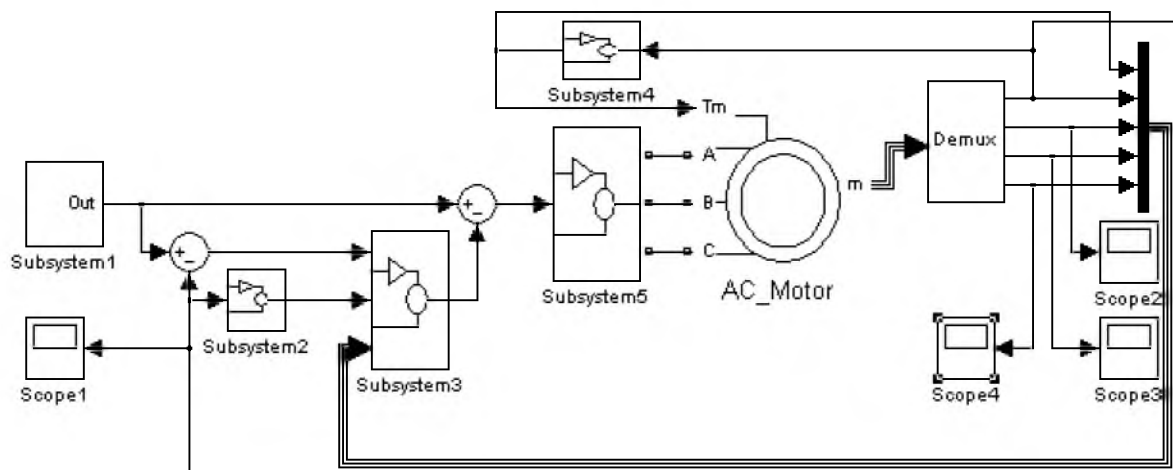 Subsystem4
Tm
Demux
A
m
Out
B
C
Subsystem1
Subsystem5
AC_Motor
Scope2
Subsystem2
Subsystem3
Scope1
Scope4
Scope3
+
-
+
-